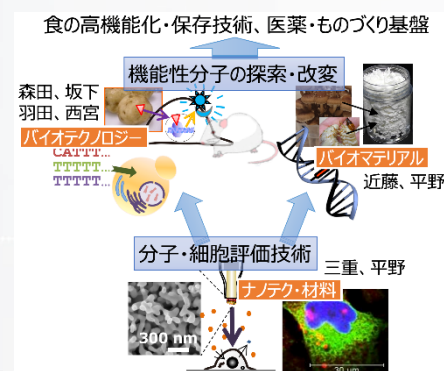 食の高機能化・保存技術、医薬・ものづくり基盤
機能性分子の探索・改変
森田、坂下
羽田、西宮
バイオテクノロジー
CATTT...
TTTTT...
TTTTT...
バイオマテリアル
近藤、平野
分子・細胞評価技術
三重、平野
ナノテク・材料
300 nm
30 µm